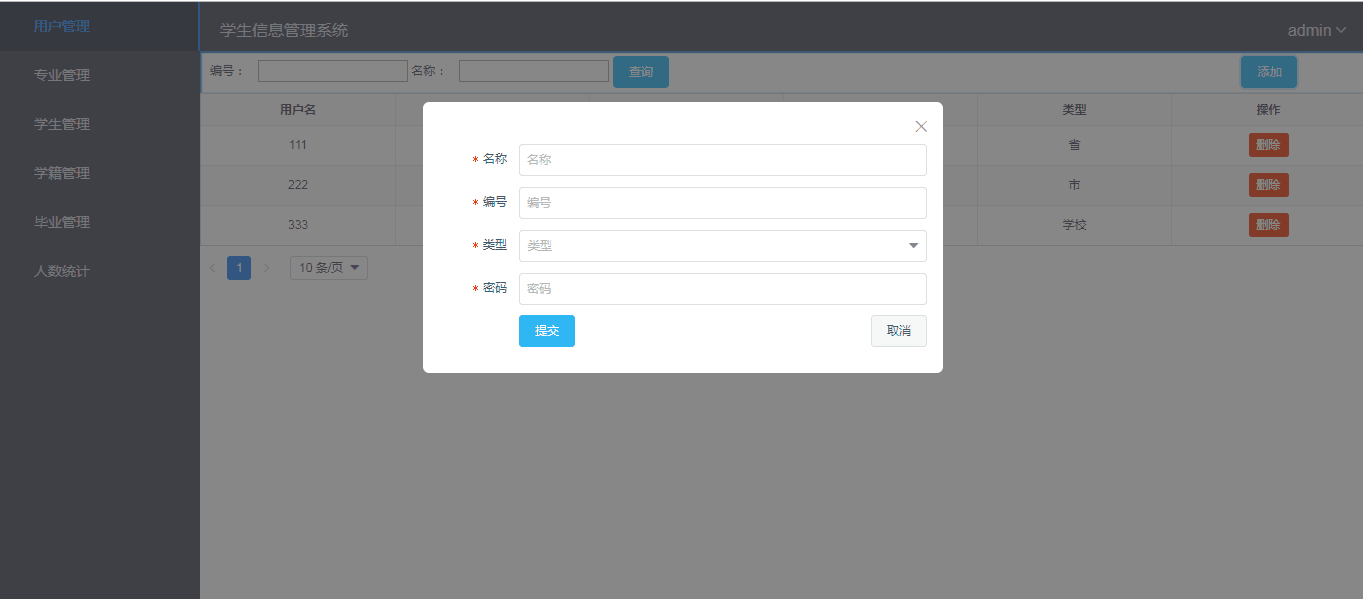 用户管理
专业管理
学生管理
学籍管理
毕业管理
人数统计
学生信息管理系统
admin
编号： 名称： 查询 添加
用户名 类型 操作
111 省 删除
222 市 删除
333 学校 删除
1 10 条/页
* 名称 名称
* 编号 编号
* 类型 类型
* 密码 密码
提交 取消